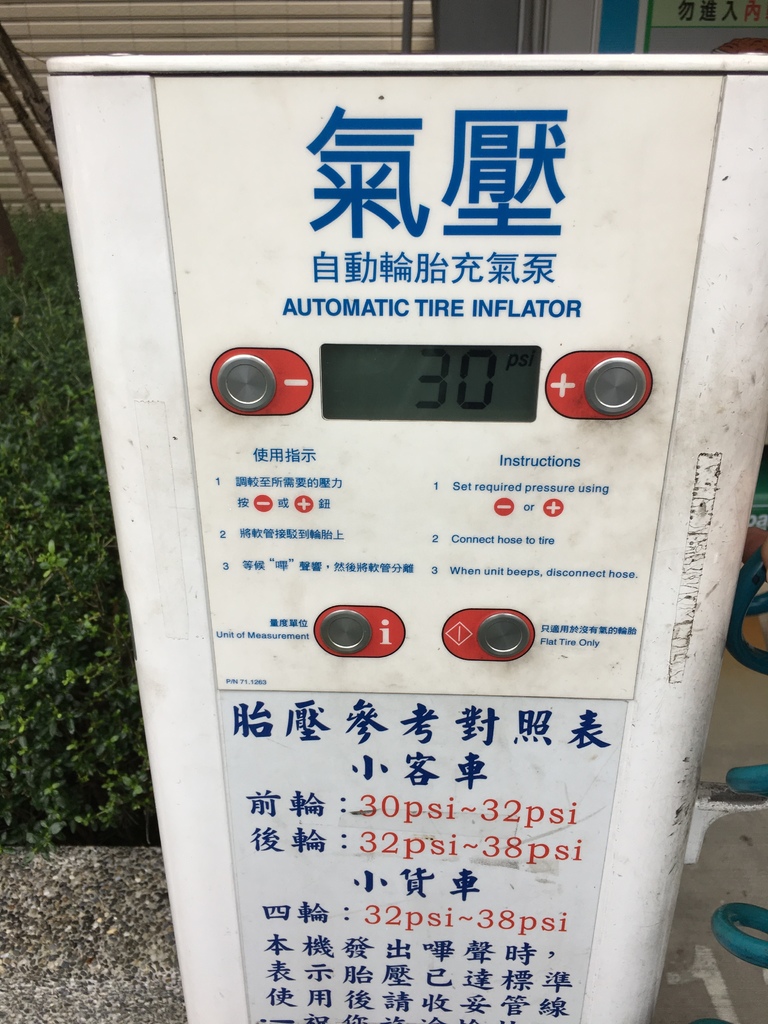 勿進入內
氣壓
自動輪胎充氣泵
AUTOMATIC TIRE INFLATOR
−
30 psi
+
使用指示
1 調較至所需要的壓力
按 − 或 + 鈕
2 將軟管接駁到輪胎上
3 等候“嗶”聲響，然後將軟管分離
Instructions
1 Set required pressure using
− or +
2 Connect hose to tire
3 When unit beeps, disconnect hose.
量度單位
Unit of Measurement
i
只適用於沒有氣的輪胎
Flat Tire Only
P/N 71.1263
胎壓參考對照表
小客車
前輪：30psi~32psi
後輪：32psi~38psi
小貨車
四輪：32psi~38psi
本機發出嗶聲時，
表示胎壓已達標準
使用後請收妥管線